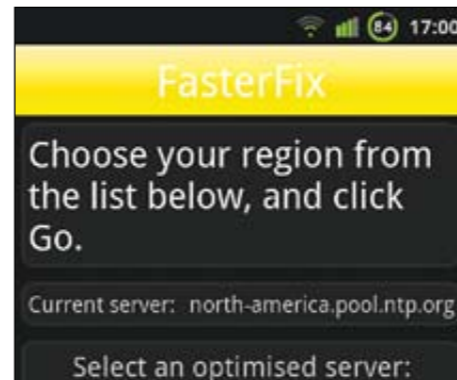 84 17:00
FasterFix
Choose your region from
the list below, and click
Go.
Current server: north-america.pool.ntp.org
Select an optimised server: